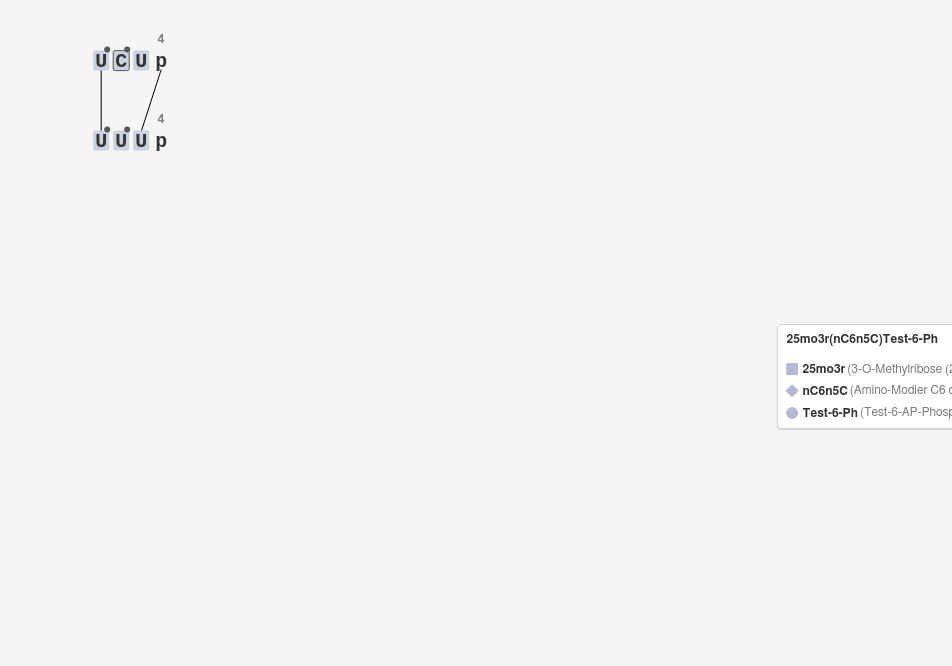 4
U C U p
4
U U U p
25mo3r(nC6n5C)Test-6-Ph
25mo3r (3-O-Methylribose (2
nC6n5C (Amino-Modier C6 d
Test-6-Ph (Test-6-AP-Phosp